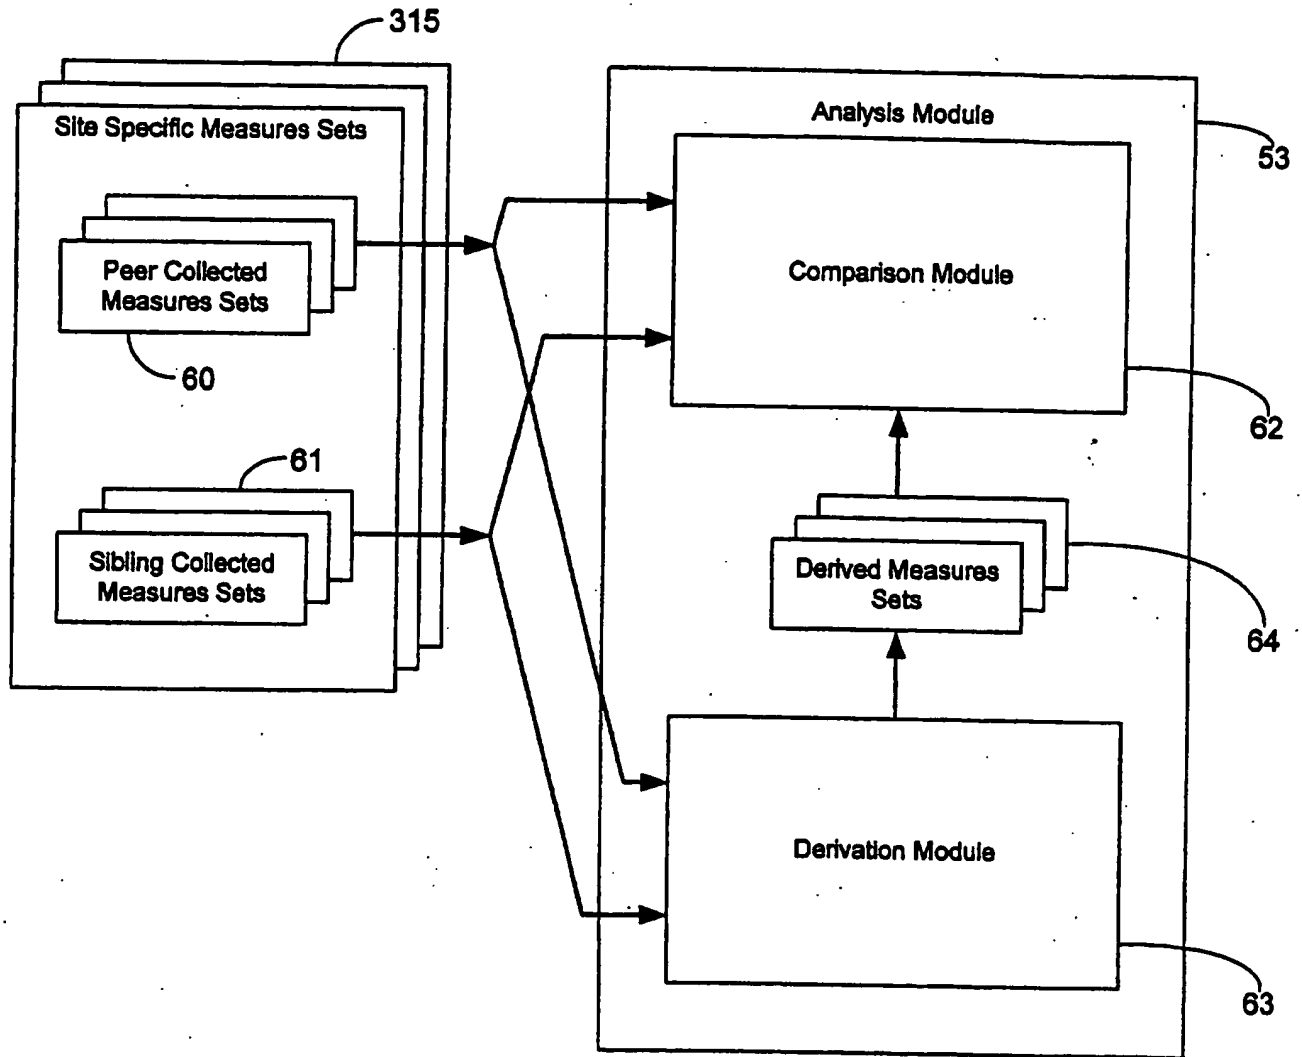 315
Site Specific Measures Sets
Peer Collected
Measures Sets
60
61
Sibling Collected
Measures Sets
Analysis Module
53
Comparison Module
62
Derived Measures
Sets
64
Derivation Module
63